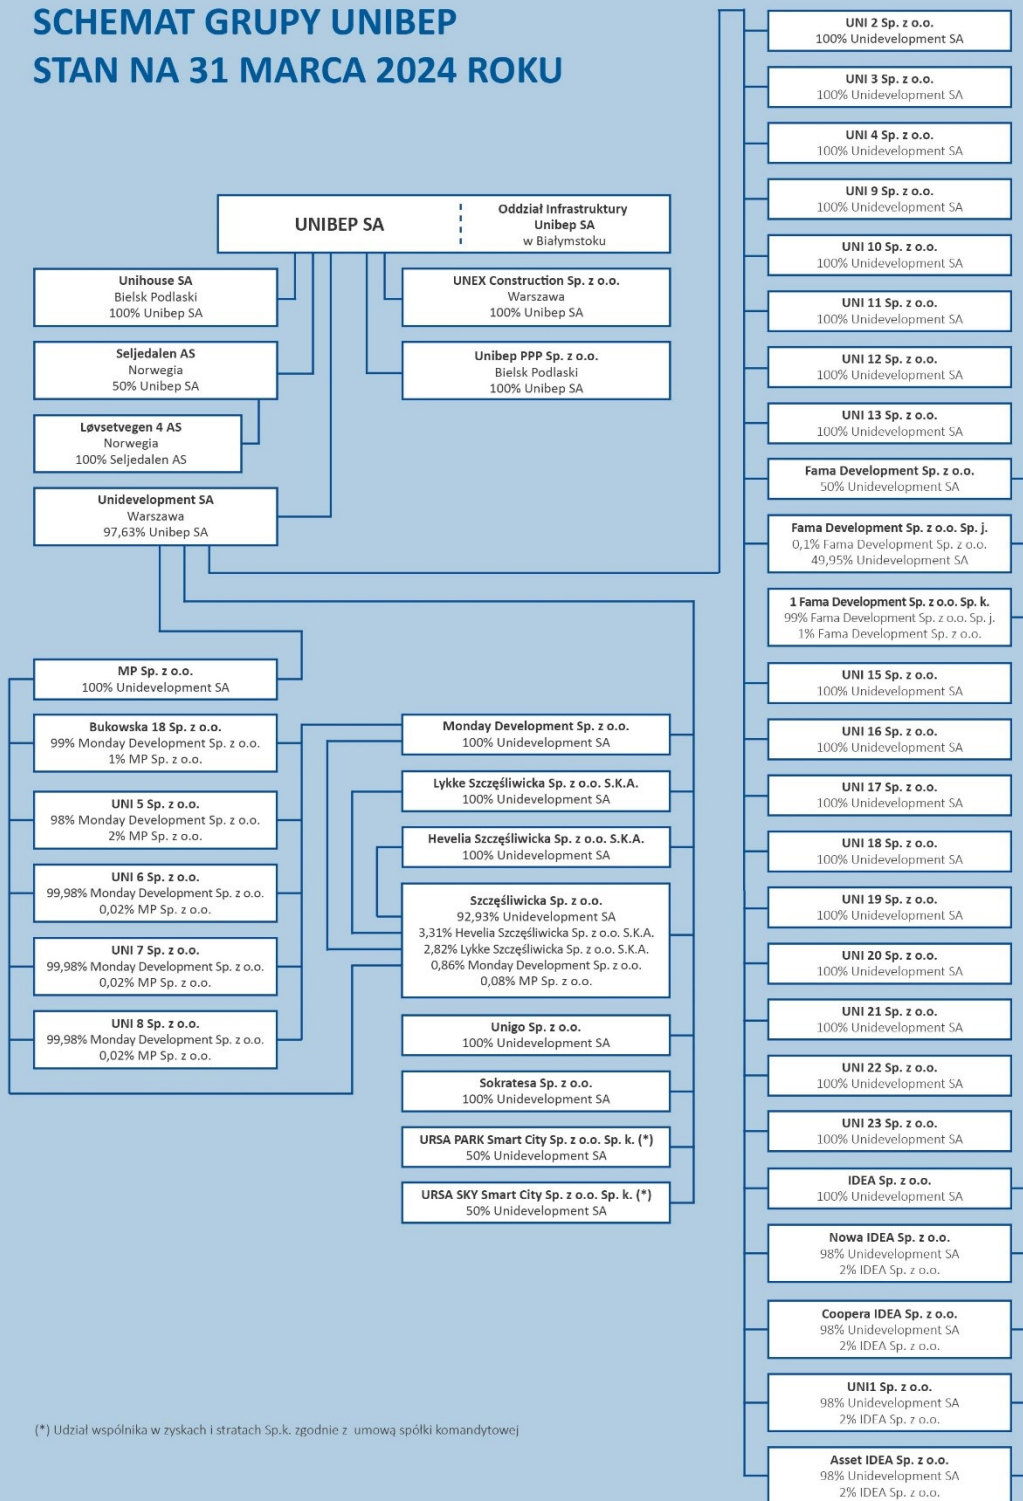 SCHEMAT GRUPY UNIBEP
STAN NA 31 MARCA 2024 ROKU
UNIBEP SA
Oddział Infrastruktury
Unibep SA
w Białymstoku
Unihouse SA
Bielsk Podlaski
100% Unibep SA
Seljedalen AS
Norwegia
50% Unibep SA
Løvsetvegen 4 AS
Norwegia
100% Seljedalen AS
Unidevelopment SA
Warszawa
97,63% Unibep SA
UNEX Construction Sp. z o.o.
Warszawa
100% Unibep SA
Unibep PPP Sp. z o.o.
Bielsk Podlaski
100% Unibep SA
MP Sp. z o.o.
100% Unidevelopment SA
Bukowska 18 Sp. z o.o.
99% Monday Development Sp. z o.o.
1% MP Sp. z o.o.
UNI 5 Sp. z o.o.
98% Monday Development Sp. z o.o.
2% MP Sp. z o.o.
UNI 6 Sp. z o.o.
99,98% Monday Development Sp. z o.o.
0,02% MP Sp. z o.o.
UNI 7 Sp. z o.o.
99,98% Monday Development Sp. z o.o.
0,02% MP Sp. z o.o.
UNI 8 Sp. z o.o.
99,98% Monday Development Sp. z o.o.
0,02% MP Sp. z o.o.
Monday Development Sp. z o.o.
100% Unidevelopment SA
Lykke Szczęśliwicka Sp. z o.o. S.K.A.
100% Unidevelopment SA
Hevelia Szczęśliwicka Sp. z o.o. S.K.A.
100% Unidevelopment SA
Szczęśliwicka Sp. z o.o.
92,93% Unidevelopment SA
3,31% Hevelia Szczęśliwicka Sp. z o.o. S.K.A.
2,82% Lykke Szczęśliwicka Sp. z o.o. S.K.A.
0,86% Monday Development Sp. z o.o.
0,08% MP Sp. z o.o.
Unigo Sp. z o.o.
100% Unidevelopment SA
Sokratesa Sp. z o.o.
100% Unidevelopment SA
URSA PARK Smart City Sp. z o.o. Sp. k. (*)
50% Unidevelopment SA
URSA SKY Smart City Sp. z o.o. Sp. k. (*)
50% Unidevelopment SA
UNI 2 Sp. z o.o.
100% Unidevelopment SA
UNI 3 Sp. z o.o.
100% Unidevelopment SA
UNI 4 Sp. z o.o.
100% Unidevelopment SA
UNI 9 Sp. z o.o.
100% Unidevelopment SA
UNI 10 Sp. z o.o.
100% Unidevelopment SA
UNI 11 Sp. z o.o.
100% Unidevelopment SA
UNI 12 Sp. z o.o.
100% Unidevelopment SA
UNI 13 Sp. z o.o.
100% Unidevelopment SA
Fama Development Sp. z o.o.
50% Unidevelopment SA
Fama Development Sp. z o.o. Sp. j.
0,1% Fama Development Sp. z o.o.
49,95% Unidevelopment SA
1 Fama Development Sp. z o.o. Sp. k.
99% Fama Development Sp. z o.o. Sp. j.
1% Fama Development Sp. z o.o.
UNI 15 Sp. z o.o.
100% Unidevelopment SA
UNI 16 Sp. z o.o.
100% Unidevelopment SA
UNI 17 Sp. z o.o.
100% Unidevelopment SA
UNI 18 Sp. z o.o.
100% Unidevelopment SA
UNI 19 Sp. z o.o.
100% Unidevelopment SA
UNI 20 Sp. z o.o.
100% Unidevelopment SA
UNI 21 Sp. z o.o.
100% Unidevelopment SA
UNI 22 Sp. z o.o.
100% Unidevelopment SA
UNI 23 Sp. z o.o.
100% Unidevelopment SA
IDEA Sp. z o.o.
100% Unidevelopment SA
Nowa IDEA Sp. z o.o.
98% Unidevelopment SA
2% IDEA Sp. z o.o.
Coopera IDEA Sp. z o.o.
98% Unidevelopment SA
2% IDEA Sp. z o.o.
UNI1 Sp. z o.o.
98% Unidevelopment SA
2% IDEA Sp. z o.o.
Asset IDEA Sp. z o.o.
98% Unidevelopment SA
2% IDEA Sp. z o.o.
(*) Udział wspólnika w zyskach i stratach Sp.k. zgodnie z umową spółki komandytowej